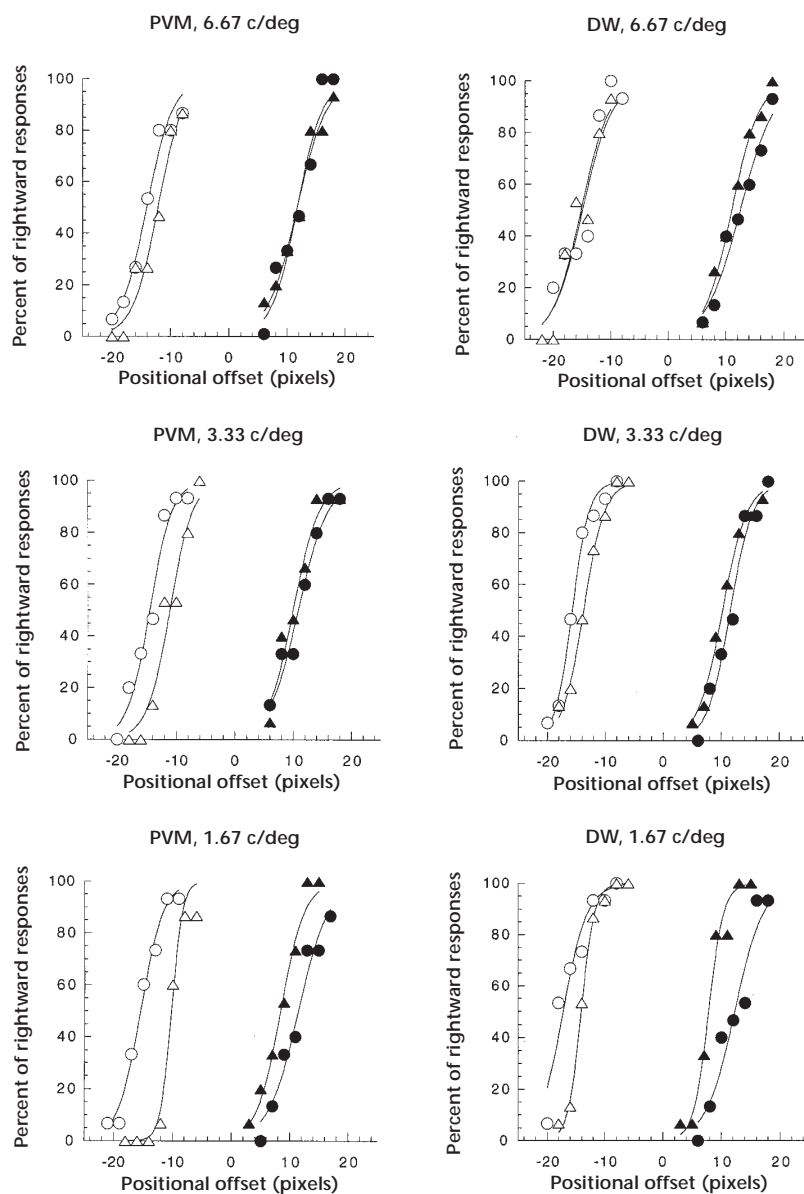 PVM, 6.67 c/deg
Percent of rightward responses
100
80
60
40
20
0
-20 -10 0 10 20
Positional offset (pixels)
DW, 6.67 c/deg
Percent of rightward responses
100
80
60
40
20
0
-20 -10 0 10 20
Positional offset (pixels)
PVM, 3.33 c/deg
Percent of rightward responses
100
80
60
40
20
0
-20 -10 0 10 20
Positional offset (pixels)
DW, 3.33 c/deg
Percent of rightward responses
100
80
60
40
20
0
-20 -10 0 10 20
Positional offset (pixels)
PVM, 1.67 c/deg
Percent of rightward responses
100
80
60
40
20
0
-20 -10 0 10 20
Positional offset (pixels)
DW, 1.67 c/deg
Percent of rightward responses
100
80
60
40
20
0
-20 -10 0 10 20
Positional offset (pixels)